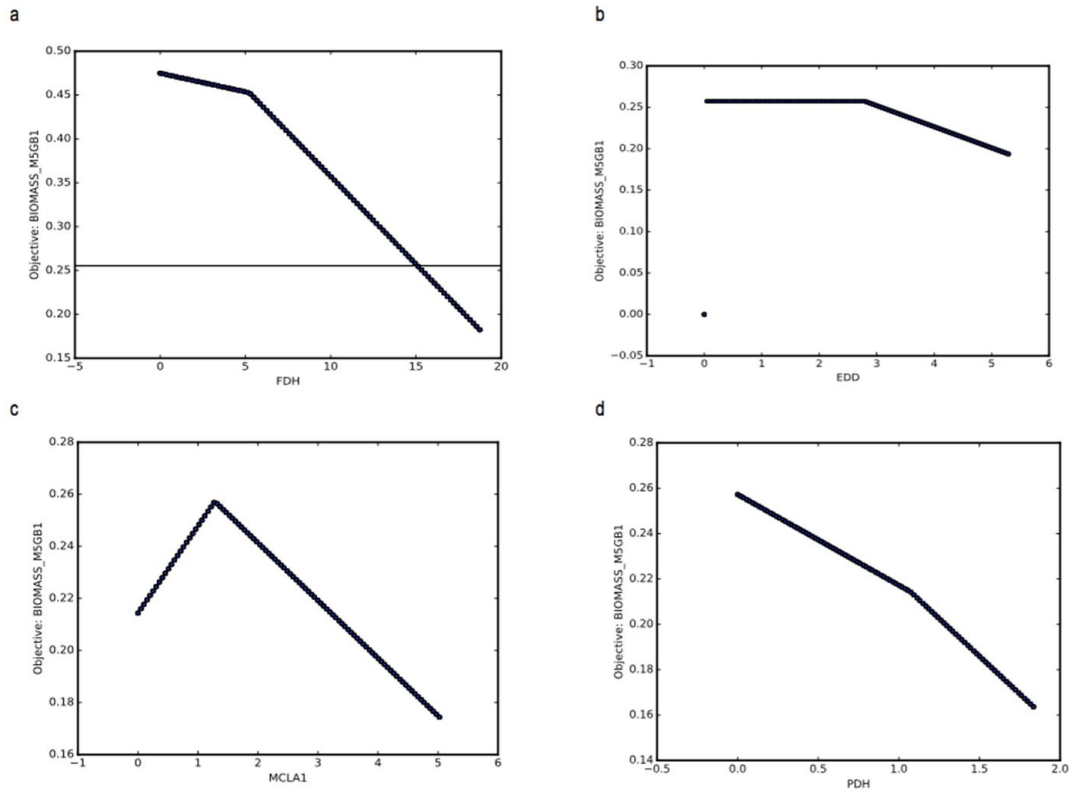 a
0.50
0.45
0.40
0.35
0.30
0.25
0.20
0.15
Objective: BIOMASS_M5GB1
−5 0 5 10 15 20
FDH
b
0.30
0.25
0.20
0.15
0.10
0.05
0.00
−0.05
Objective: BIOMASS_M5GB1
−1 0 1 2 3 4 5 6
EDD
c
0.28
0.26
0.24
0.22
0.20
0.18
0.16
Objective: BIOMASS_M5GB1
−1 0 1 2 3 4 5 6
MCLA1
d
0.28
0.26
0.24
0.22
0.20
0.18
0.16
0.14
Objective: BIOMASS_M5GB1
−0.5 0.0 0.5 1.0 1.5 2.0
PDH